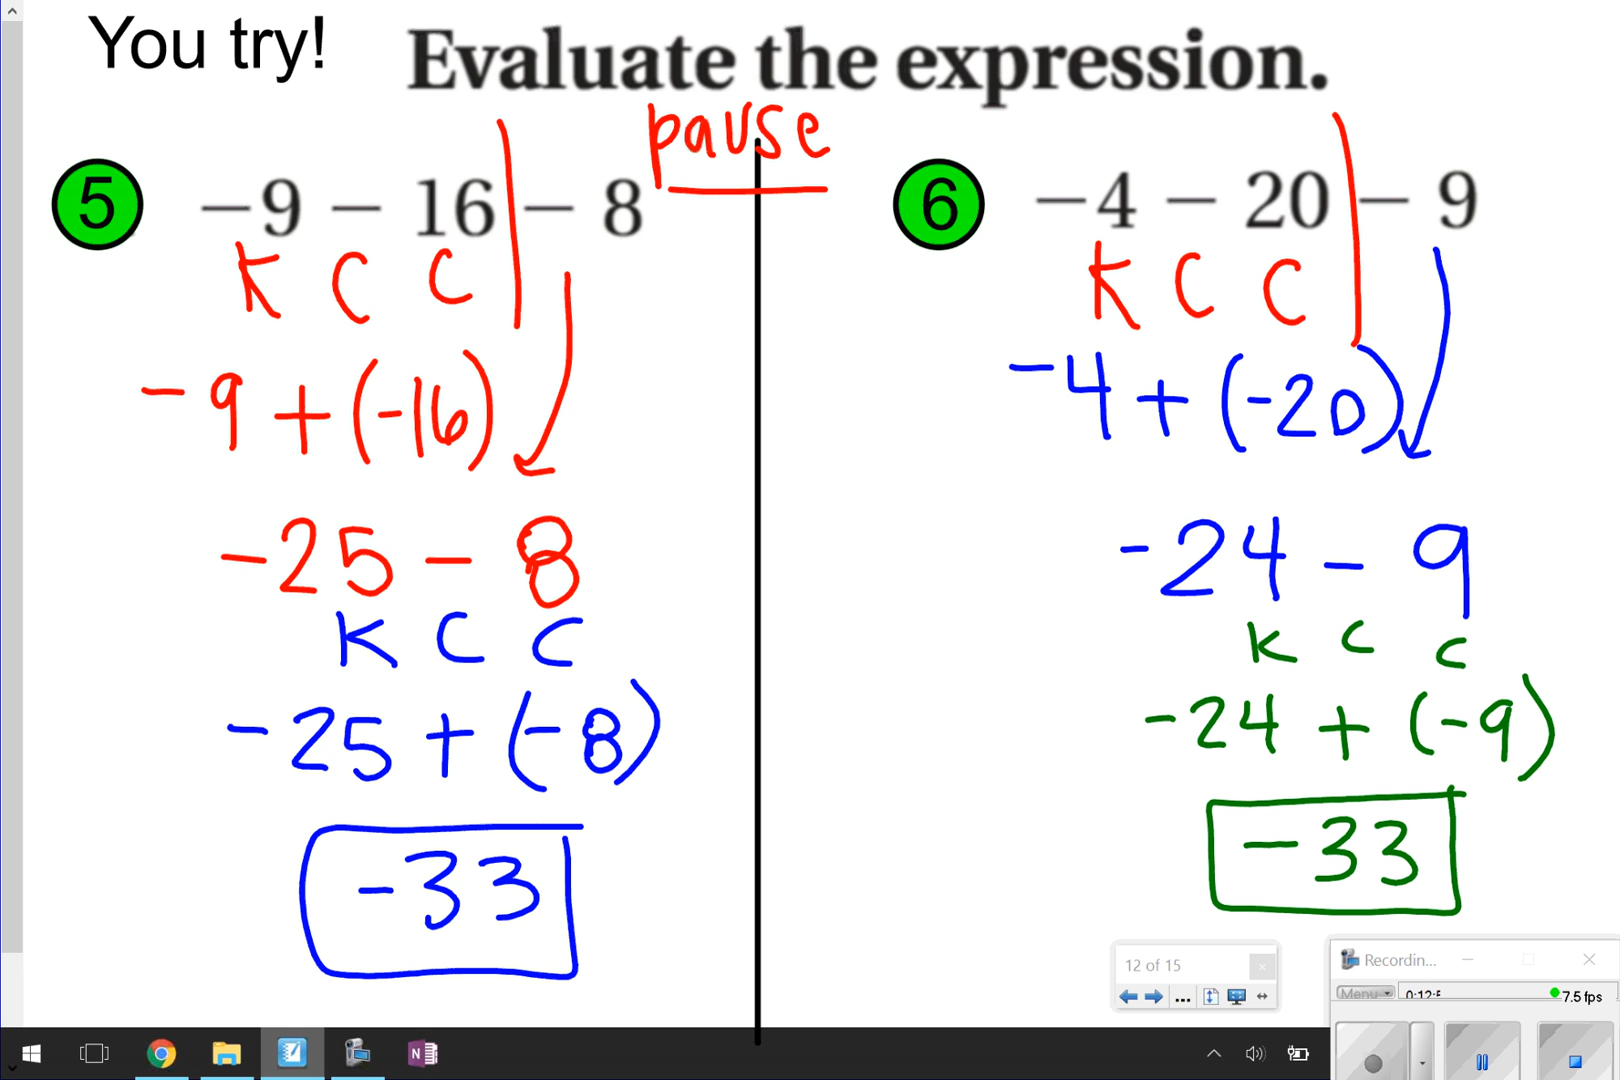 You try!
Evaluate the expression.
pause
5
−9 − 16 − 8
K C C
-9 + (-16)
-25 - 8
K C C
-25 + (-8)
-33
6
−4 − 20 − 9
K C C
-4 + (-20)
-24 - 9
K C C
-24 + (-9)
-33
12 of 15
...
Recordin...
Menu
7.5 fps
N